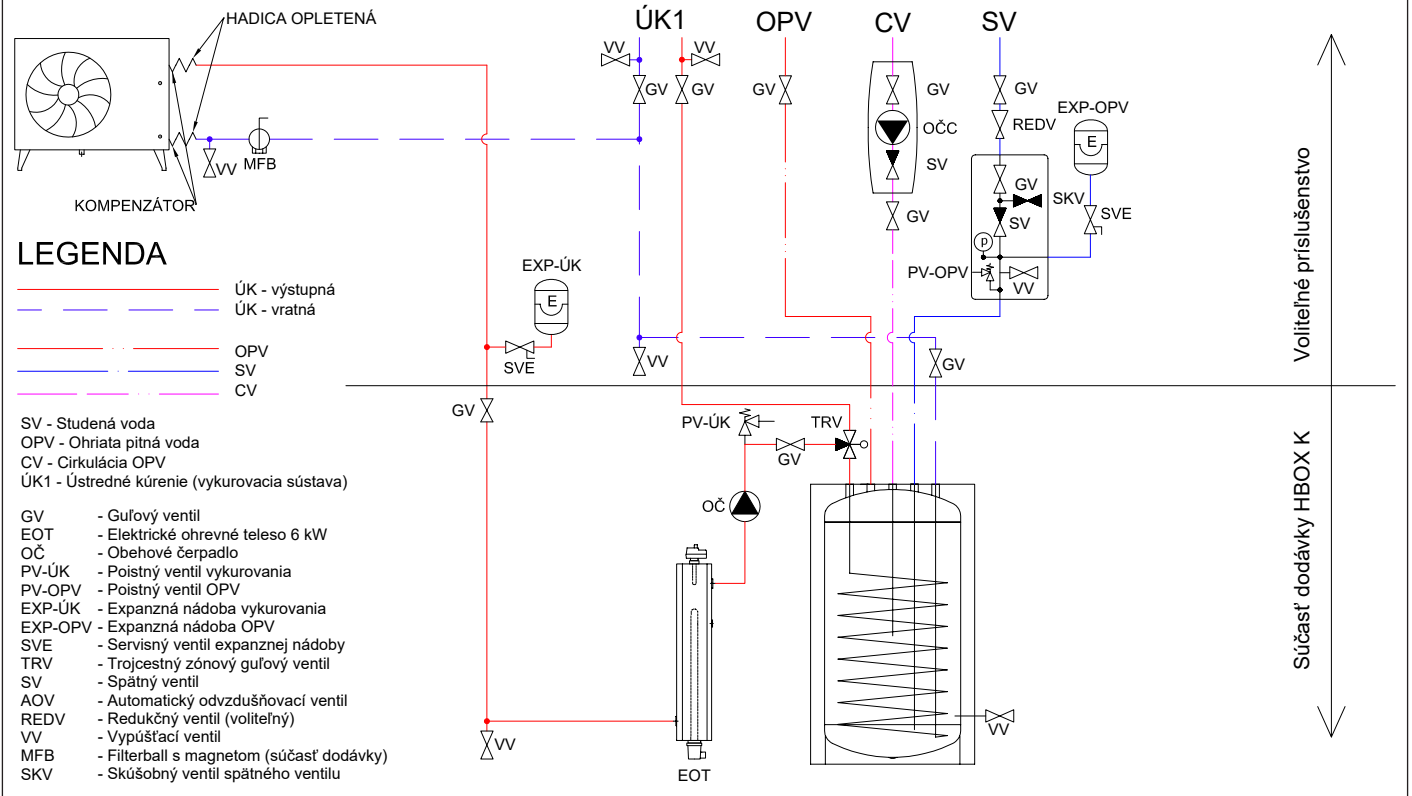 HADICA OPLETENÁ
ÚK1
OPV
CV
SV
VV
VV
GV
GV
GV
GV
GV
EXP-OPV
E
OČC
REDV
MFB
VV
SV
GV
SKV
SVE
KOMPENZÁTOR
GV
SV
p
PV-OPV
VV
LEGENDA
EXP-ÚK
E
ÚK - výstupná
ÚK - vratná
OPV
SV
CV
SVE
VV
GV
Voliteľné príslušenstvo
SV - Studená voda
OPV - Ohriata pitná voda
CV - Cirkulácia OPV
ÚK1 - Ústredné kúrenie (vykurovacia sústava)
GV
PV-ÚK
TRV
GV
OČ
GV - Guľový ventil
EOT - Elektrické ohrevné teleso 6 kW
OČ - Obehové čerpadlo
PV-ÚK - Poistný ventil vykurovania
PV-OPV - Poistný ventil OPV
EXP-ÚK - Expanzná nádoba vykurovania
EXP-OPV - Expanzná nádoba OPV
SVE - Servisný ventil expanznej nádoby
TRV - Trojcestný zónový guľový ventil
SV - Spätný ventil
AOV - Automatický odvzdušňovací ventil
REDV - Redukčný ventil (voliteľný)
VV - Vypúšťací ventil
MFB - Filterball s magnetom (súčasť dodávky)
SKV - Skúšobný ventil spätného ventilu
VV
EOT
VV
Súčasť dodávky HBOX K